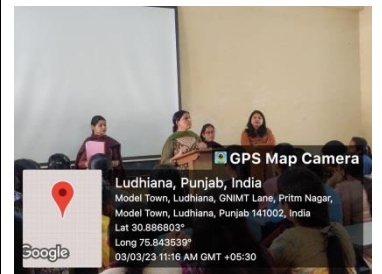 GPS Map Camera
Ludhiana, Punjab, India
Model Town, Ludhiana, GNIMT Lane, Pritm Nagar,
Model Town, Ludhiana, Punjab 141002, India
Lat 30.886803°
Long 75.843539°
03/03/23 11:16 AM GMT +05:30
Google